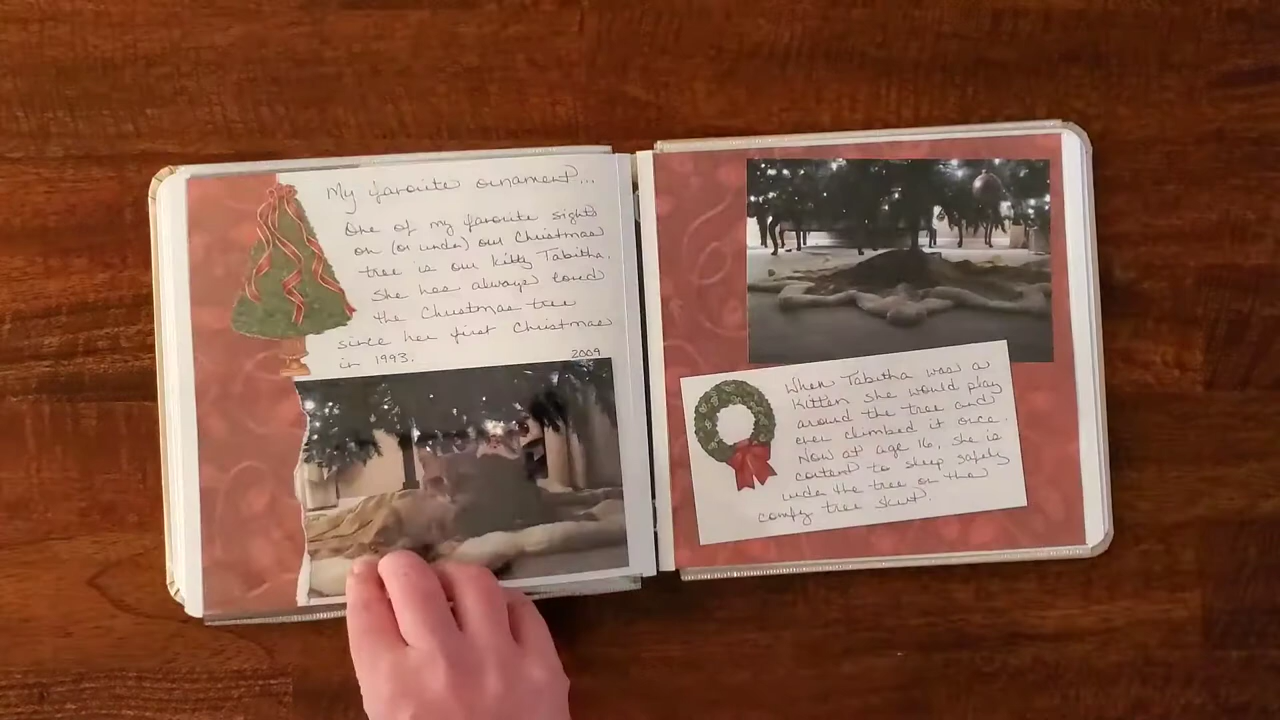 My favorite ornament...
One of my favorite sights
on (or under) our Christmas
tree is our kitty Tabitha.
She has always loved
the Christmas tree
since her first Christmas
in 1993.
2009
When Tabitha was a
kitten she would play
around the tree and
even climbed it once.
Now at age 16, she is
content to sleep safely
under the tree on the
comfy tree skirt.